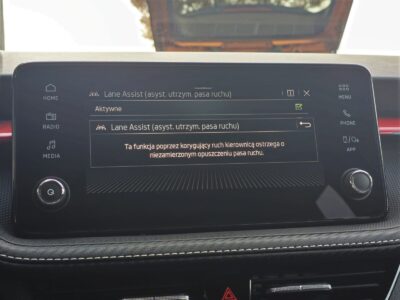 Lane Assist (asyst. utrzym. pasa ruchu)
HOME
MENU
Aktywne
RADIO
PHONE
Lane Assist (asyst. utrzym. pasa ruchu)
MEDIA
APP
Ta funkcja poprzez korygujący ruch kierownicą ostrzega o
niezamierzonym opuszczeniu pasa ruchu.